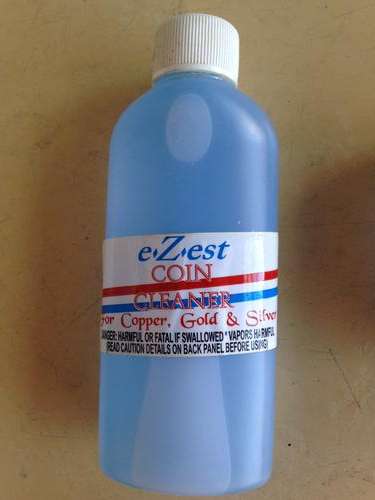 e·Z·est
COIN
CLEANER
For Copper, Gold & Silver
DANGER: HARMFUL OR FATAL IF SWALLOWED * VAPORS HARMFUL
(READ CAUTION DETAILS ON BACK PANEL BEFORE USING)